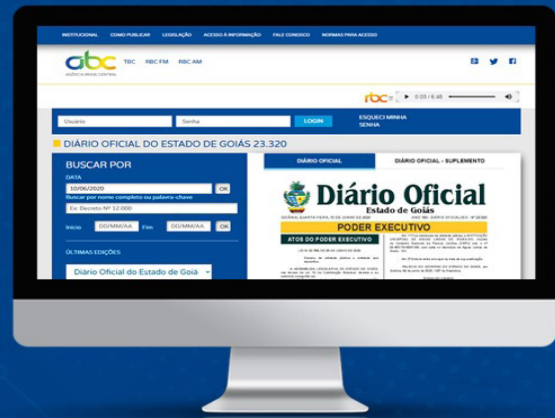 INSTITUCIONAL COMO PUBLICAR LEGISLAÇÃO ACESSO À INFORMAÇÃO FALE CONOSCO NORMAS PARA ACESSO
abc TBC RBC FM RBC AM
AGÊNCIA BRASIL CENTRAL
rbc 0:03 / 6:46
Usuário Senha LOGIN ESQUECI MINHA SENHA
DIÁRIO OFICIAL DO ESTADO DE GOIÁS 23.320
BUSCAR POR
DATA
10/06/2020 OK
Buscar por nome completo ou palavra-chave
Ex: Decreto Nº 12.000
Início DD/MM/AA Fim DD/MM/AA OK
ÚLTIMAS EDIÇÕES
Diário Oficial do Estado de Goiá
DIÁRIO OFICIAL DIÁRIO OFICIAL - SUPLEMENTO
Diário Oficial
Estado de Goiás
PODER EXECUTIVO
ATOS DO PODER EXECUTIVO